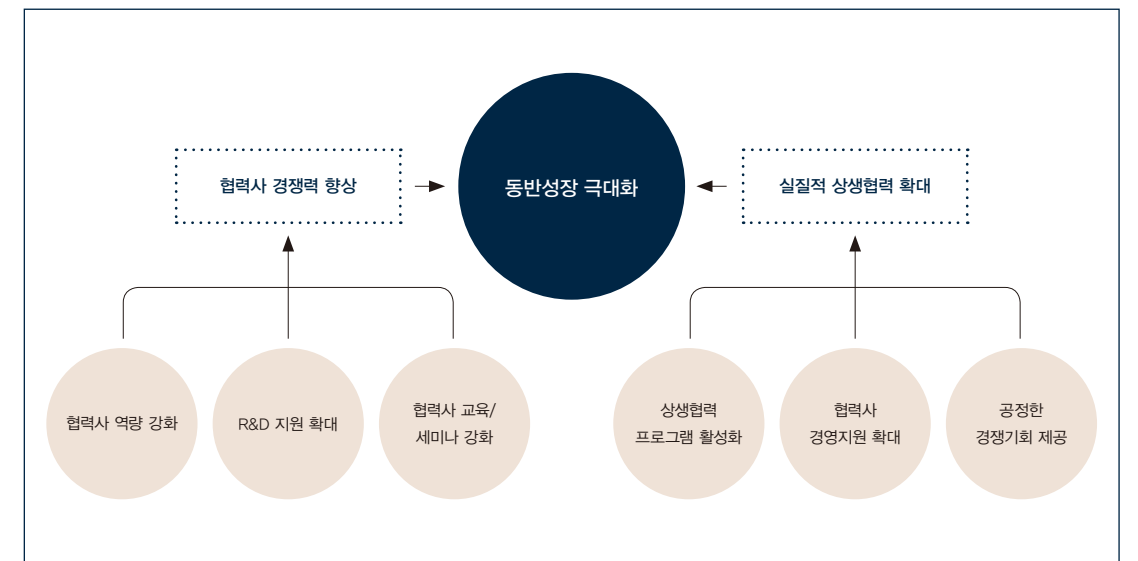 동반성장 극대화
협력사 경쟁력 향상
실질적 상생협력 확대
협력사 역량 강화
R&D 지원 확대
협력사 교육/
세미나 강화
상생협력
프로그램 활성화
협력사
경영지원 확대
공정한
경쟁기회 제공